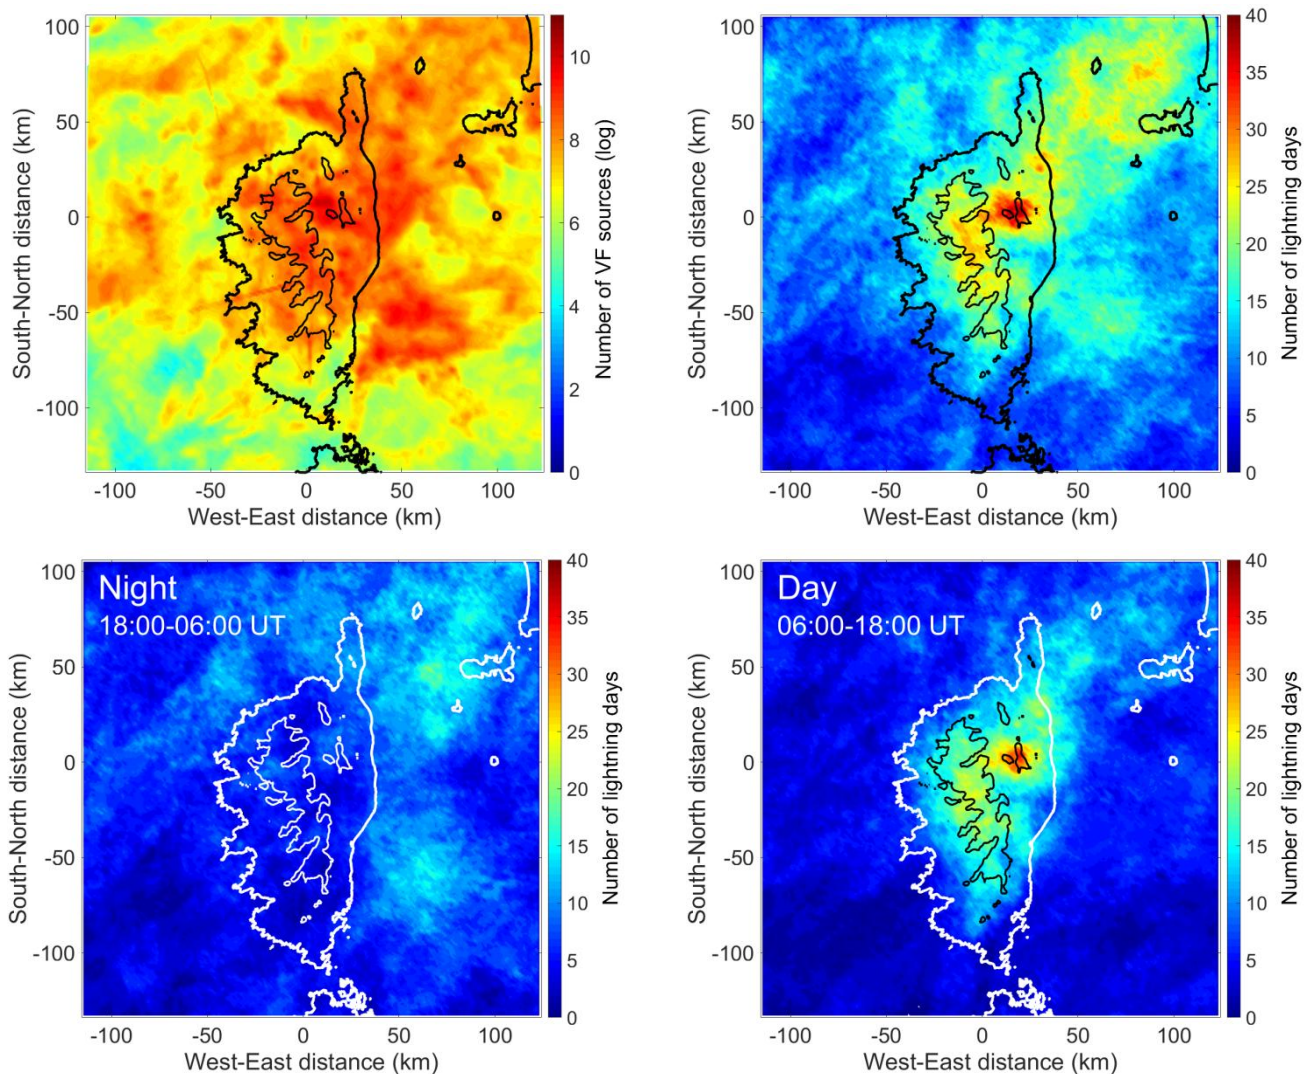 100
50
0
-50
-100
South-North distance (km)
-100 -50 0 50 100
West-East distance (km)
10
8
6
4
2
0
Number of VF sources (log)
100
50
0
-50
-100
South-North distance (km)
-100 -50 0 50 100
West-East distance (km)
40
35
30
25
20
15
10
5
0
Number of lightning days
Night
18:00-06:00 UT
100
50
0
-50
-100
South-North distance (km)
-100 -50 0 50 100
West-East distance (km)
40
35
30
25
20
15
10
5
0
Number of lightning days
Day
06:00-18:00 UT
100
50
0
-50
-100
South-North distance (km)
-100 -50 0 50 100
West-East distance (km)
40
35
30
25
20
15
10
5
0
Number of lightning days